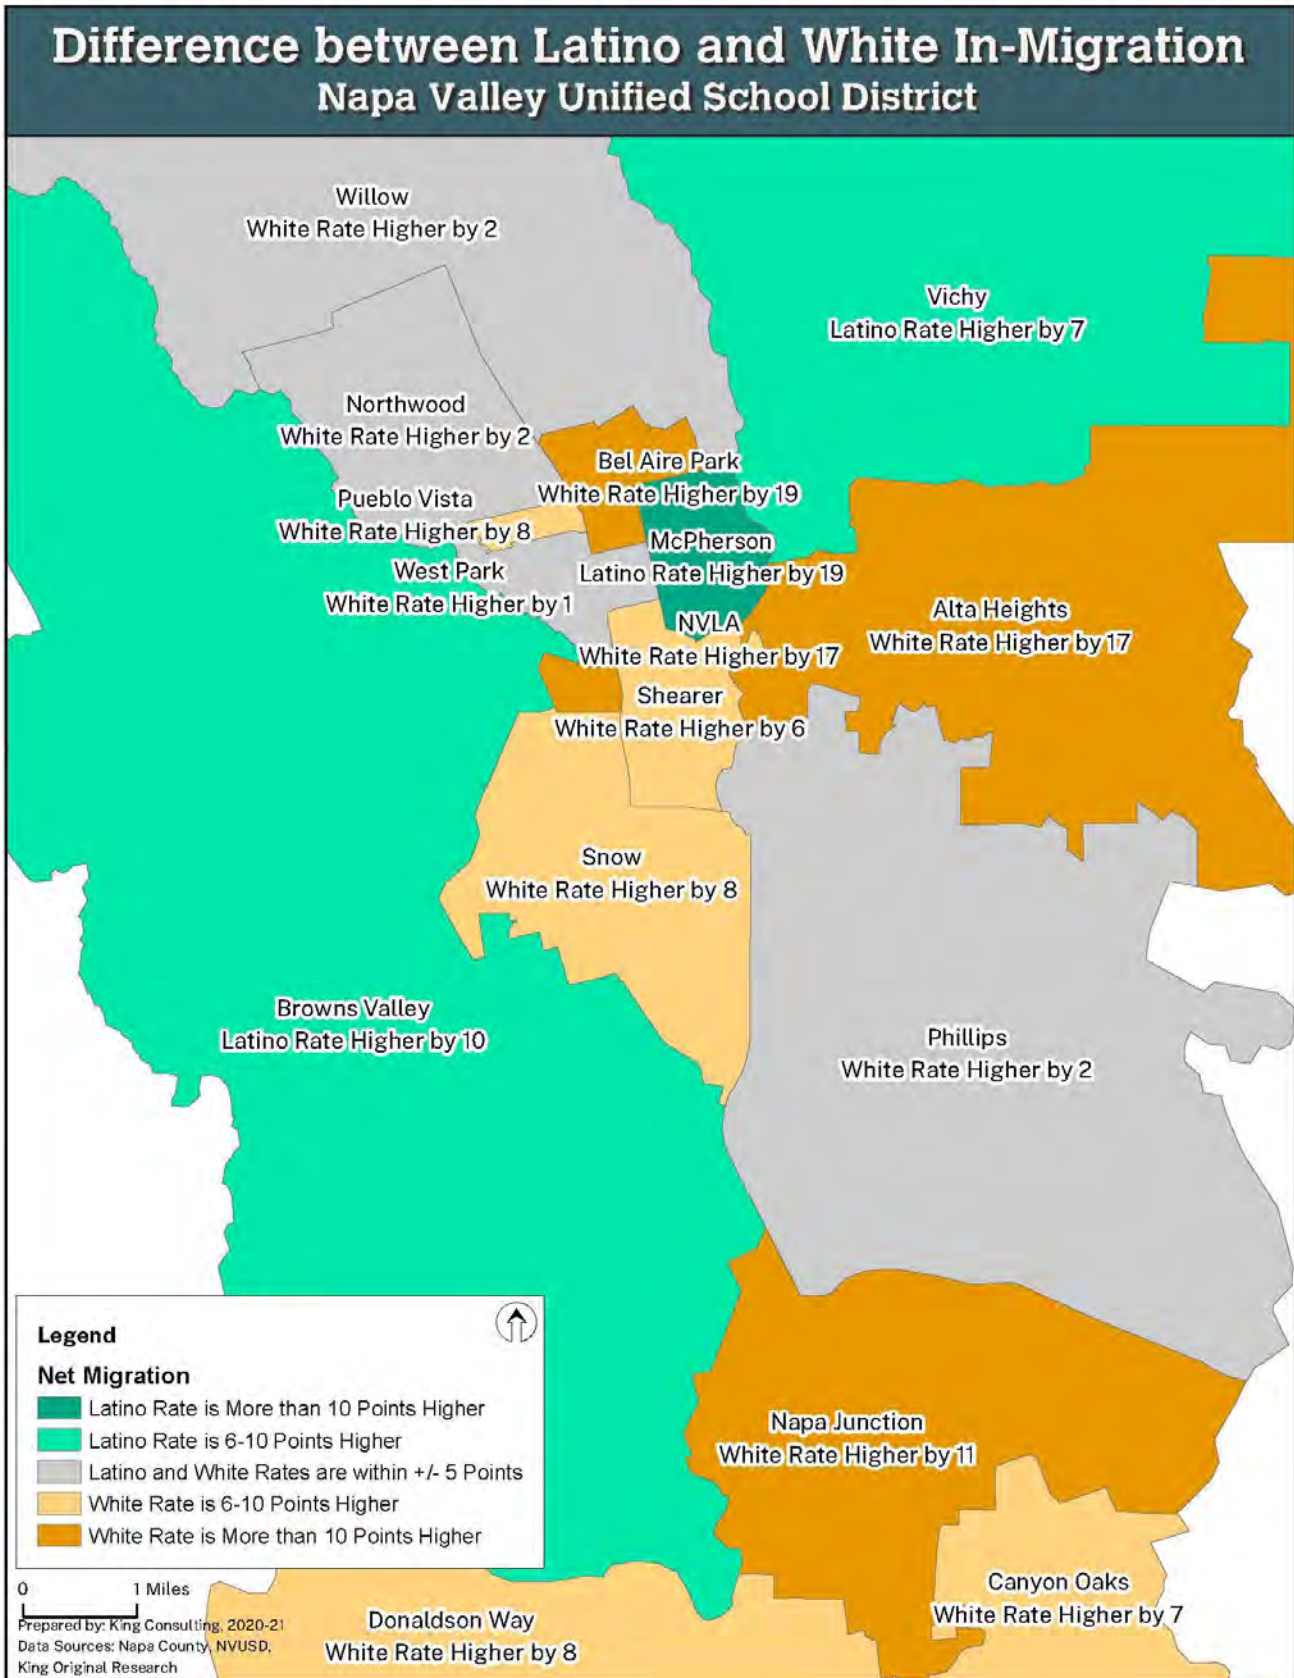 Difference between Latino and White In-Migration
Napa Valley Unified School District
Willow
White Rate Higher by 2
Vichy
Latino Rate Higher by 7
Northwood
White Rate Higher by 2
Bel Aire Park
White Rate Higher by 19
Pueblo Vista
White Rate Higher by 8
McPherson
Latino Rate Higher by 19
West Park
White Rate Higher by 1
NVLA
White Rate Higher by 17
Alta Heights
White Rate Higher by 17
Shearer
White Rate Higher by 6
Snow
White Rate Higher by 8
Browns Valley
Latino Rate Higher by 10
Phillips
White Rate Higher by 2
Napa Junction
White Rate Higher by 11
Canyon Oaks
White Rate Higher by 7
Donaldson Way
White Rate Higher by 8
Legend
Net Migration
Latino Rate is More than 10 Points Higher
Latino Rate is 6-10 Points Higher
Latino and White Rates are within +/- 5 Points
White Rate is 6-10 Points Higher
White Rate is More than 10 Points Higher
0 1 Miles
Prepared by: King Consulting, 2020-21
Data Sources: Napa County, NVUSD,
King Original Research